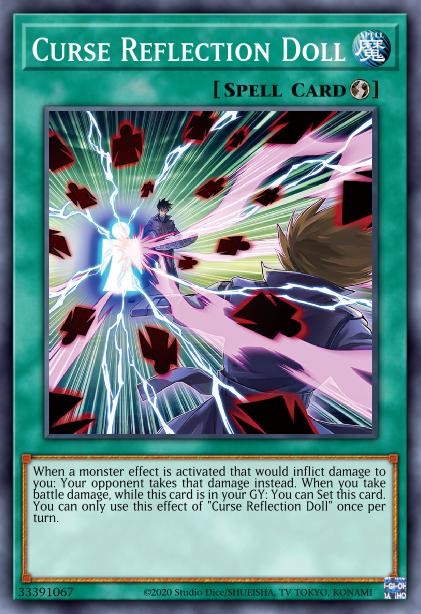 CURSE REFLECTION DOLL
SPELL
魔
[SPELL CARD]
When a monster effect is activated that would inflict damage to
you: Your opponent takes that damage instead. When you take
battle damage, while this card is in your GY: You can Set this card.
You can only use this effect of "Curse Reflection Doll" once per
turn.
33391067
©2020 Studio Dice/SHUEISHA, TV TOKYO, KONAMI